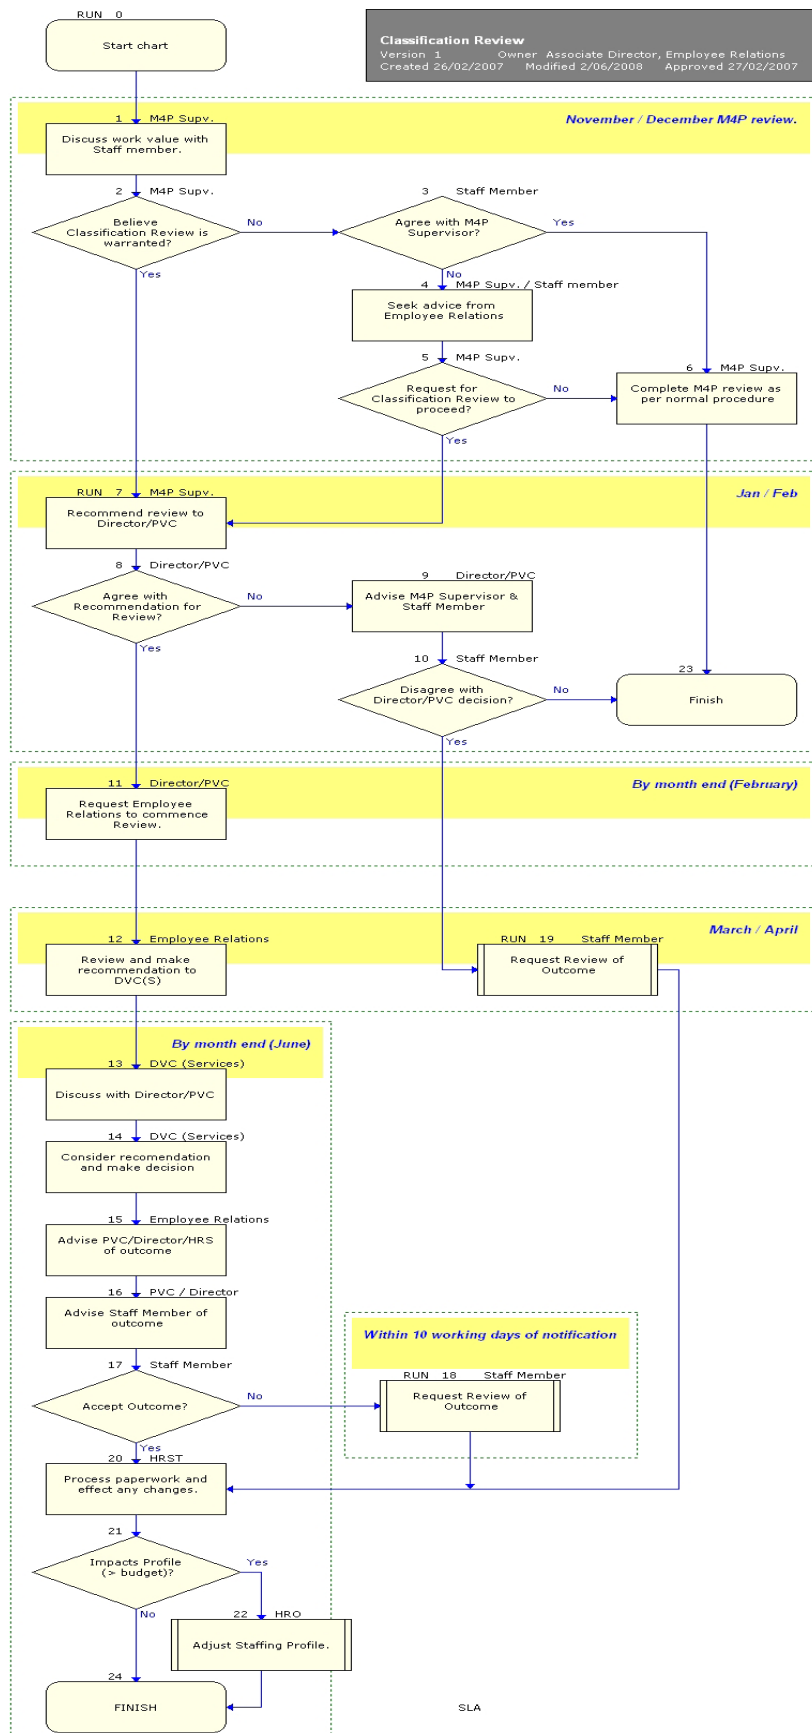 RUN 0
Start chart
Classification Review
Version 1 Owner Associate Director, Employee Relations
Created 26/02/2007 Modified 2/06/2008 Approved 27/02/2007
November / December M4P review.
1 M4P Supv.
Discuss work value with
Staff member.
2 M4P Supv.
Believe
Classification Review is
warranted?
No
Yes
3 Staff Member
Agree with M4P
Supervisor?
Yes
No
4 M4P Supv. / Staff member
Seek advice from
Employee Relations
5 M4P Supv.
Request for
Classification Review to
proceed?
No
Yes
6 M4P Supv.
Complete M4P review as
per normal procedure
Jan / Feb
RUN 7 M4P Supv.
Recommend review to
Director/PVC
8 Director/PVC
Agree with
Recommendation for
Review?
No
Yes
9 Director/PVC
Advise M4P Supervisor &
Staff Member
10 Staff Member
Disagree with
Director/PVC decision?
No
Yes
23
Finish
By month end (February)
11 Director/PVC
Request Employee
Relations to commence
Review.
March / April
12 Employee Relations
Review and make
recommendation to
DVC(S)
RUN 19 Staff Member
Request Review of
Outcome
By month end (June)
13 DVC (Services)
Discuss with Director/PVC
14 DVC (Services)
Consider recomendation
and make decision
15 Employee Relations
Advise PVC/Director/HRS
of outcome
16 PVC / Director
Advise Staff Member of
outcome
17 Staff Member
Accept Outcome?
No
Yes
Within 10 working days of notification
RUN 18 Staff Member
Request Review of
Outcome
20 HRST
Process paperwork and
effect any changes.
21
Impacts Profile
(> budget)?
Yes
No
22 HRO
Adjust Staffing Profile.
24
FINISH
SLA